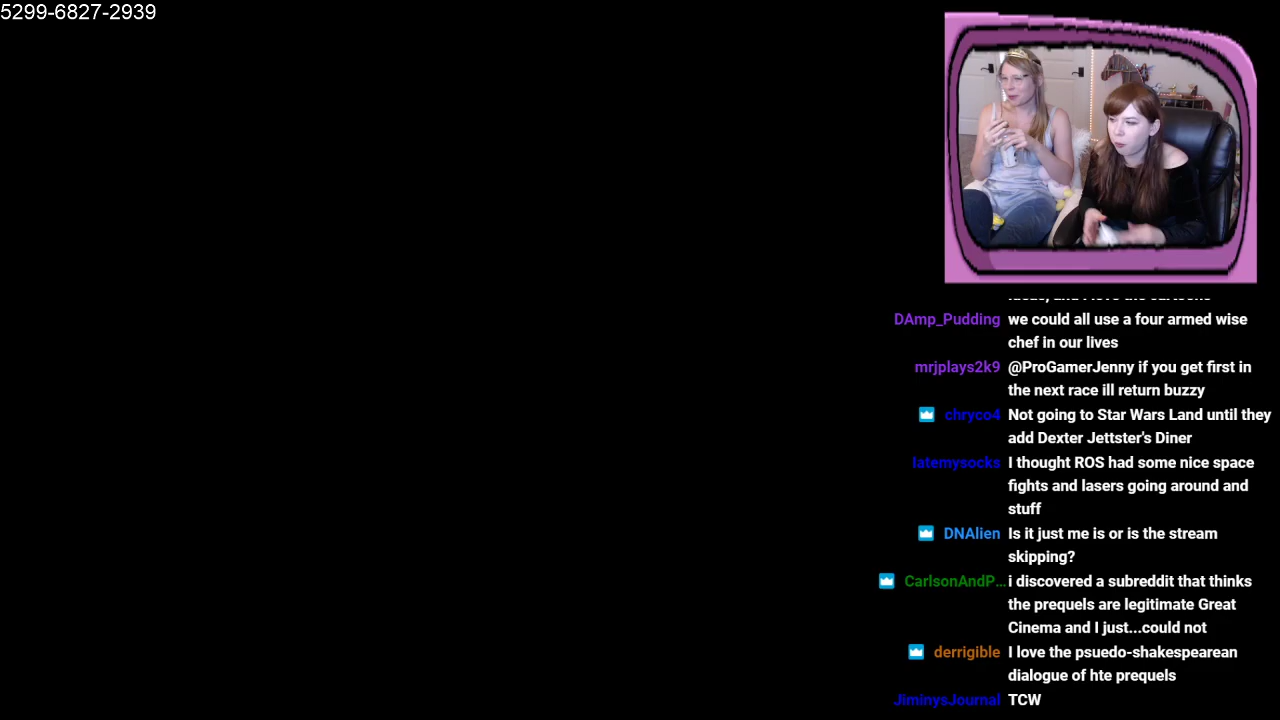 5299-6827-2939
DAmp_Pudding we could all use a four armed wise
chef in our lives
mrjplays2k9 @ProGamerJenny if you get first in
the next race ill return buzzy
chryco4 Not going to Star Wars Land until they
add Dexter Jettster's Diner
latemysocks I thought ROS had some nice space
fights and lasers going around and
stuff
DNAlien Is it just me is or is the stream
skipping?
CarlsonAndP... i discovered a subreddit that thinks
the prequels are legitimate Great
Cinema and I just...could not
derrigible I love the psuedo-shakespearean
dialogue of hte prequels
JiminysJournal TCW